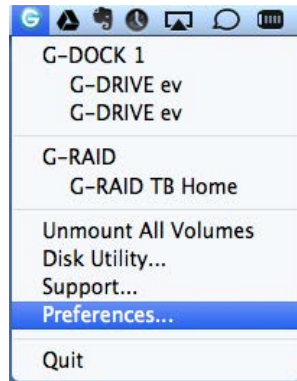 G
G-DOCK 1
G-DRIVE ev
G-DRIVE ev
G-RAID
G-RAID TB Home
Unmount All Volumes
Disk Utility...
Support...
Preferences...
Quit